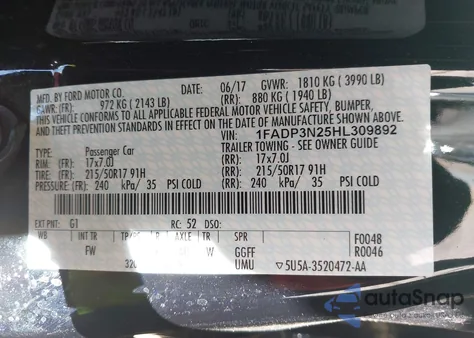 MFD. BY FORD MOTOR CO.
DATE: 06/17 GVWR: 1810 KG ( 3990 LB)
GAWR: (FR): 972 KG ( 2143 LB) (RR): 880 KG ( 1940 LB)
THIS VEHICLE CONFORMS TO ALL APPLICABLE FEDERAL MOTOR VEHICLE SAFETY, BUMPER,
AND THEFT PREVENTION STANDARDS IN EFFECT ON THE DATE OF MANUFACTURE SHOWN ABOVE.
VIN: 1FADP3N25HL309892
TYPE: Passenger Car TRAILER TOWING - SEE OWNER GUIDE
RIM: (FR): 17x7.0J (RR): 17x7.0J
TIRE: (FR): 215/50R17 91H (RR): 215/50R17 91H
PRESSURE: (FR): 240 kPa/ 35 PSI COLD (RR): 240 kPa/ 35 PSI COLD
EXT PNT: G1 RC: 52 DSO:
WB INT TR AXLE TR SPR F0048
FW W GGFF R0046
UMU ▽5U5A-3520472-AA
autoSnap